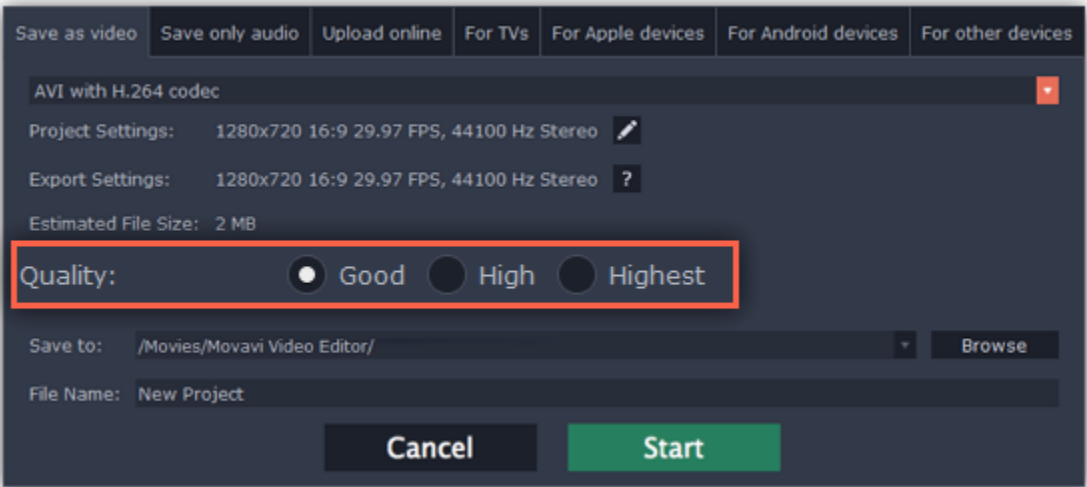 Save as video Save only audio Upload online For TVs For Apple devices For Android devices For other devices
AVI with H.264 codec
Project Settings: 1280x720 16:9 29.97 FPS, 44100 Hz Stereo
Export Settings: 1280x720 16:9 29.97 FPS, 44100 Hz Stereo ?
Estimated File Size: 2 MB
Quality: Good High Highest
Save to: /Movies/Movavi Video Editor/ Browse
File Name: New Project
Cancel Start